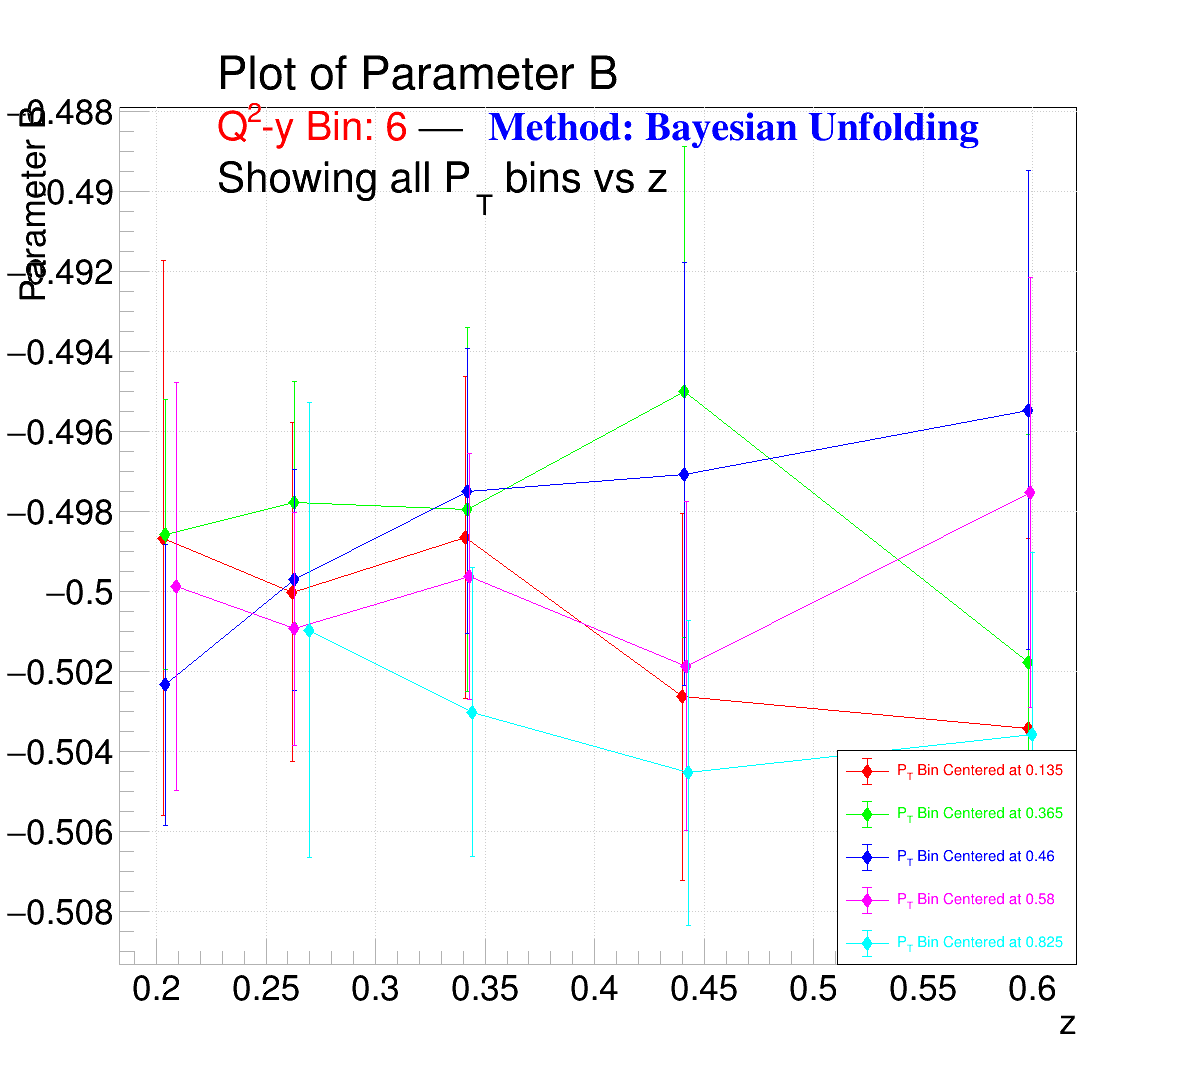 Plot of Parameter B
Q2-y Bin: 6 — Method: Bayesian Unfolding
Showing all PT bins vs z
Parameter B
−0.488
−0.49
−0.492
−0.494
−0.496
−0.498
−0.5
−0.502
−0.504
−0.506
−0.508
PT Bin Centered at 0.135
PT Bin Centered at 0.365
PT Bin Centered at 0.46
PT Bin Centered at 0.58
PT Bin Centered at 0.825
0.2 0.25 0.3 0.35 0.4 0.45 0.5 0.55 0.6
z